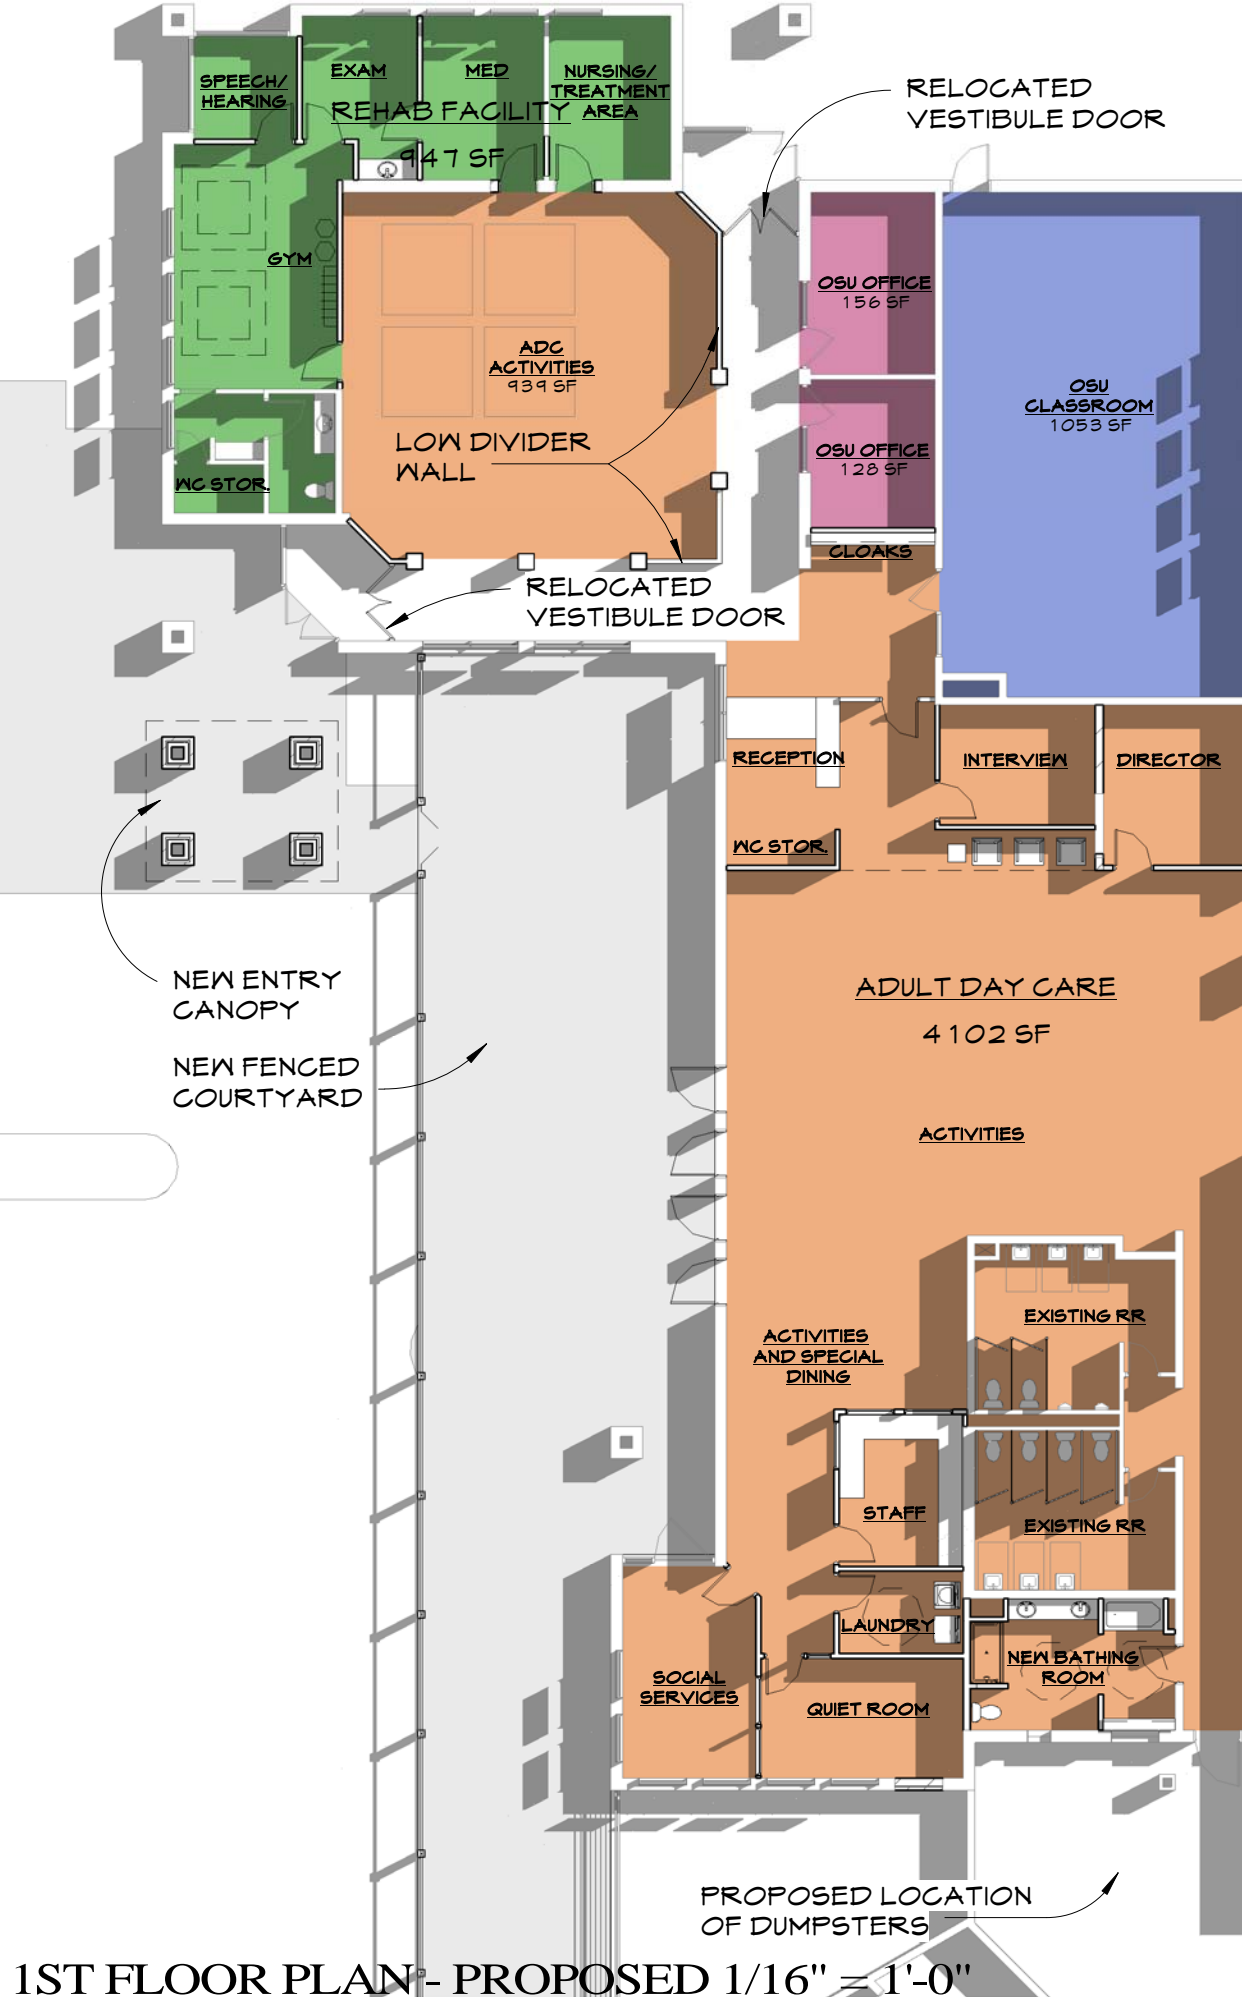 SPEECH/
HEARING
EXAM
MED
NURSING/
TREATMENT
AREA
REHAB FACILITY
947 SF
RELOCATED
VESTIBULE DOOR
GYM
OSU OFFICE
156 SF
ADC
ACTIVITIES
939 SF
OSU
CLASSROOM
1053 SF
LOW DIVIDER
WALL
OSU OFFICE
128 SF
WC STOR.
CLOAKS
RELOCATED
VESTIBULE DOOR
RECEPTION
INTERVIEW
DIRECTOR
WC STOR.
NEW ENTRY
CANOPY
ADULT DAY CARE
4102 SF
NEW FENCED
COURTYARD
ACTIVITIES
EXISTING RR
ACTIVITIES
AND SPECIAL
DINING
STAFF
EXISTING RR
LAUNDRY
NEW BATHING
ROOM
SOCIAL
SERVICES
QUIET ROOM
PROPOSED LOCATION
OF DUMPSTERS
1ST FLOOR PLAN - PROPOSED 1/16" = 1'-0"